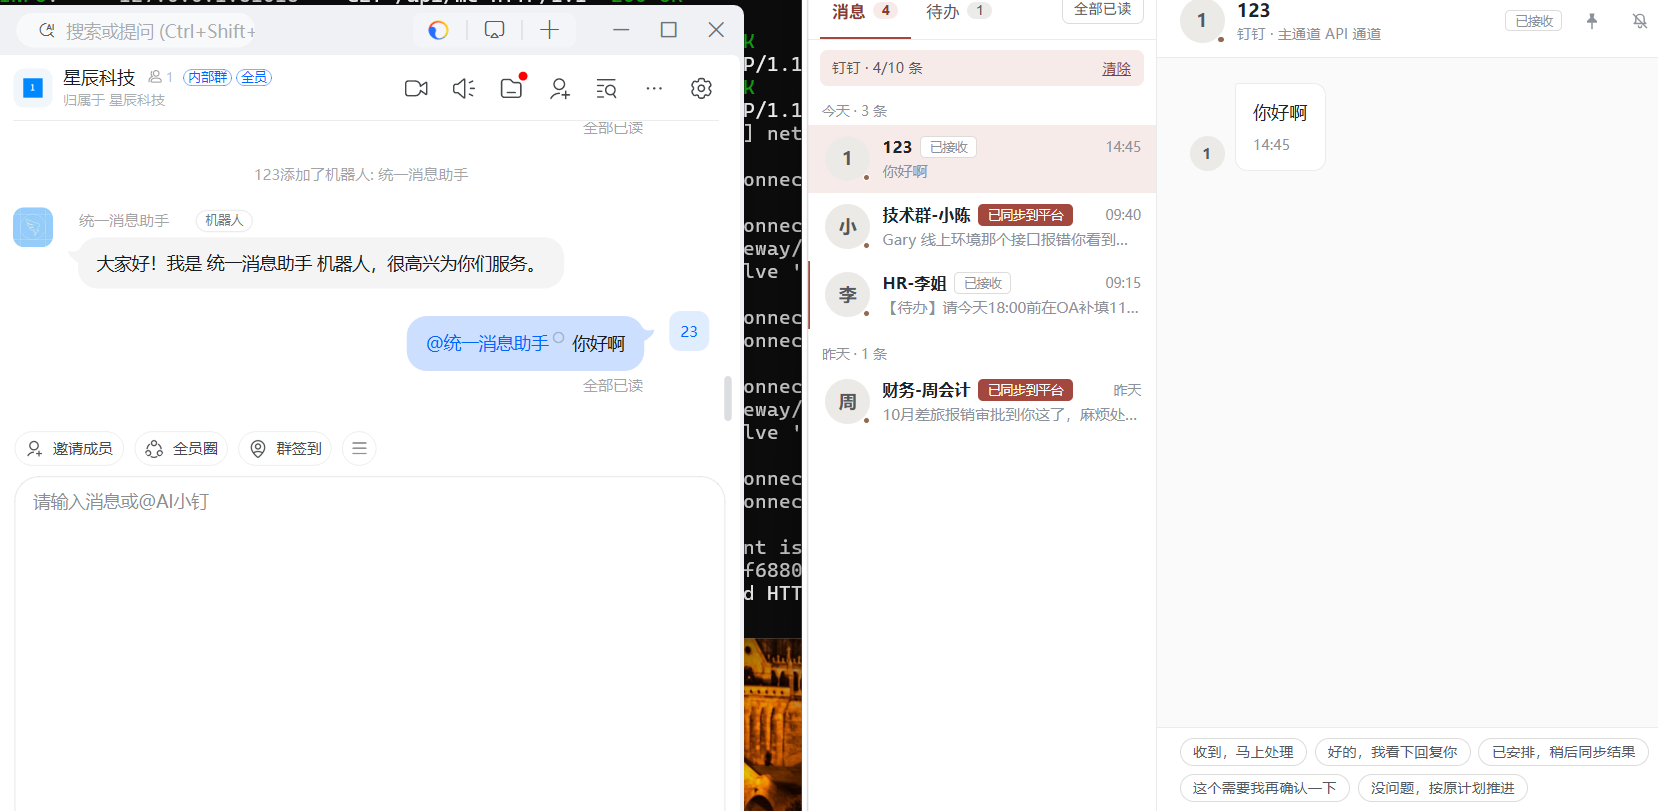 搜索或提问 (Ctrl+Shift+
1
星辰科技 1 内部群 全员
归属于 星辰科技
全部已读
123添加了机器人: 统一消息助手
统一消息助手 机器人
大家好！我是 统一消息助手 机器人，很高兴为你们服务。
@统一消息助手 你好啊
23
全部已读
邀请成员
全员圈
群签到
请输入消息或@AI小钉
K
P/1.1
K
P/1.1
] net
onnec
onnec
eway/
lve '
onnec
onnec
onnec
eway/
lve '
onnec
onnec
nt is
f6880
d HTT
消息 4
待办 1
全部已读
钉钉 · 4/10 条
清除
今天 · 3 条
1
123 已接收 14:45
你好啊
小
技术群-小陈 已同步到平台 09:40
Gary 线上环境那个接口报错你看到...
李
HR-李姐 已接收 09:15
【待办】请今天18:00前在OA补填11...
昨天 · 1 条
周
财务-周会计 已同步到平台 昨天
10月差旅报销审批到你这了，麻烦处...
1
123
钉钉 · 主通道 API 通道
已接收
1
你好啊
14:45
收到，马上处理
好的，我看下回复你
已安排，稍后同步结果
这个需要我再确认一下
没问题，按原计划推进